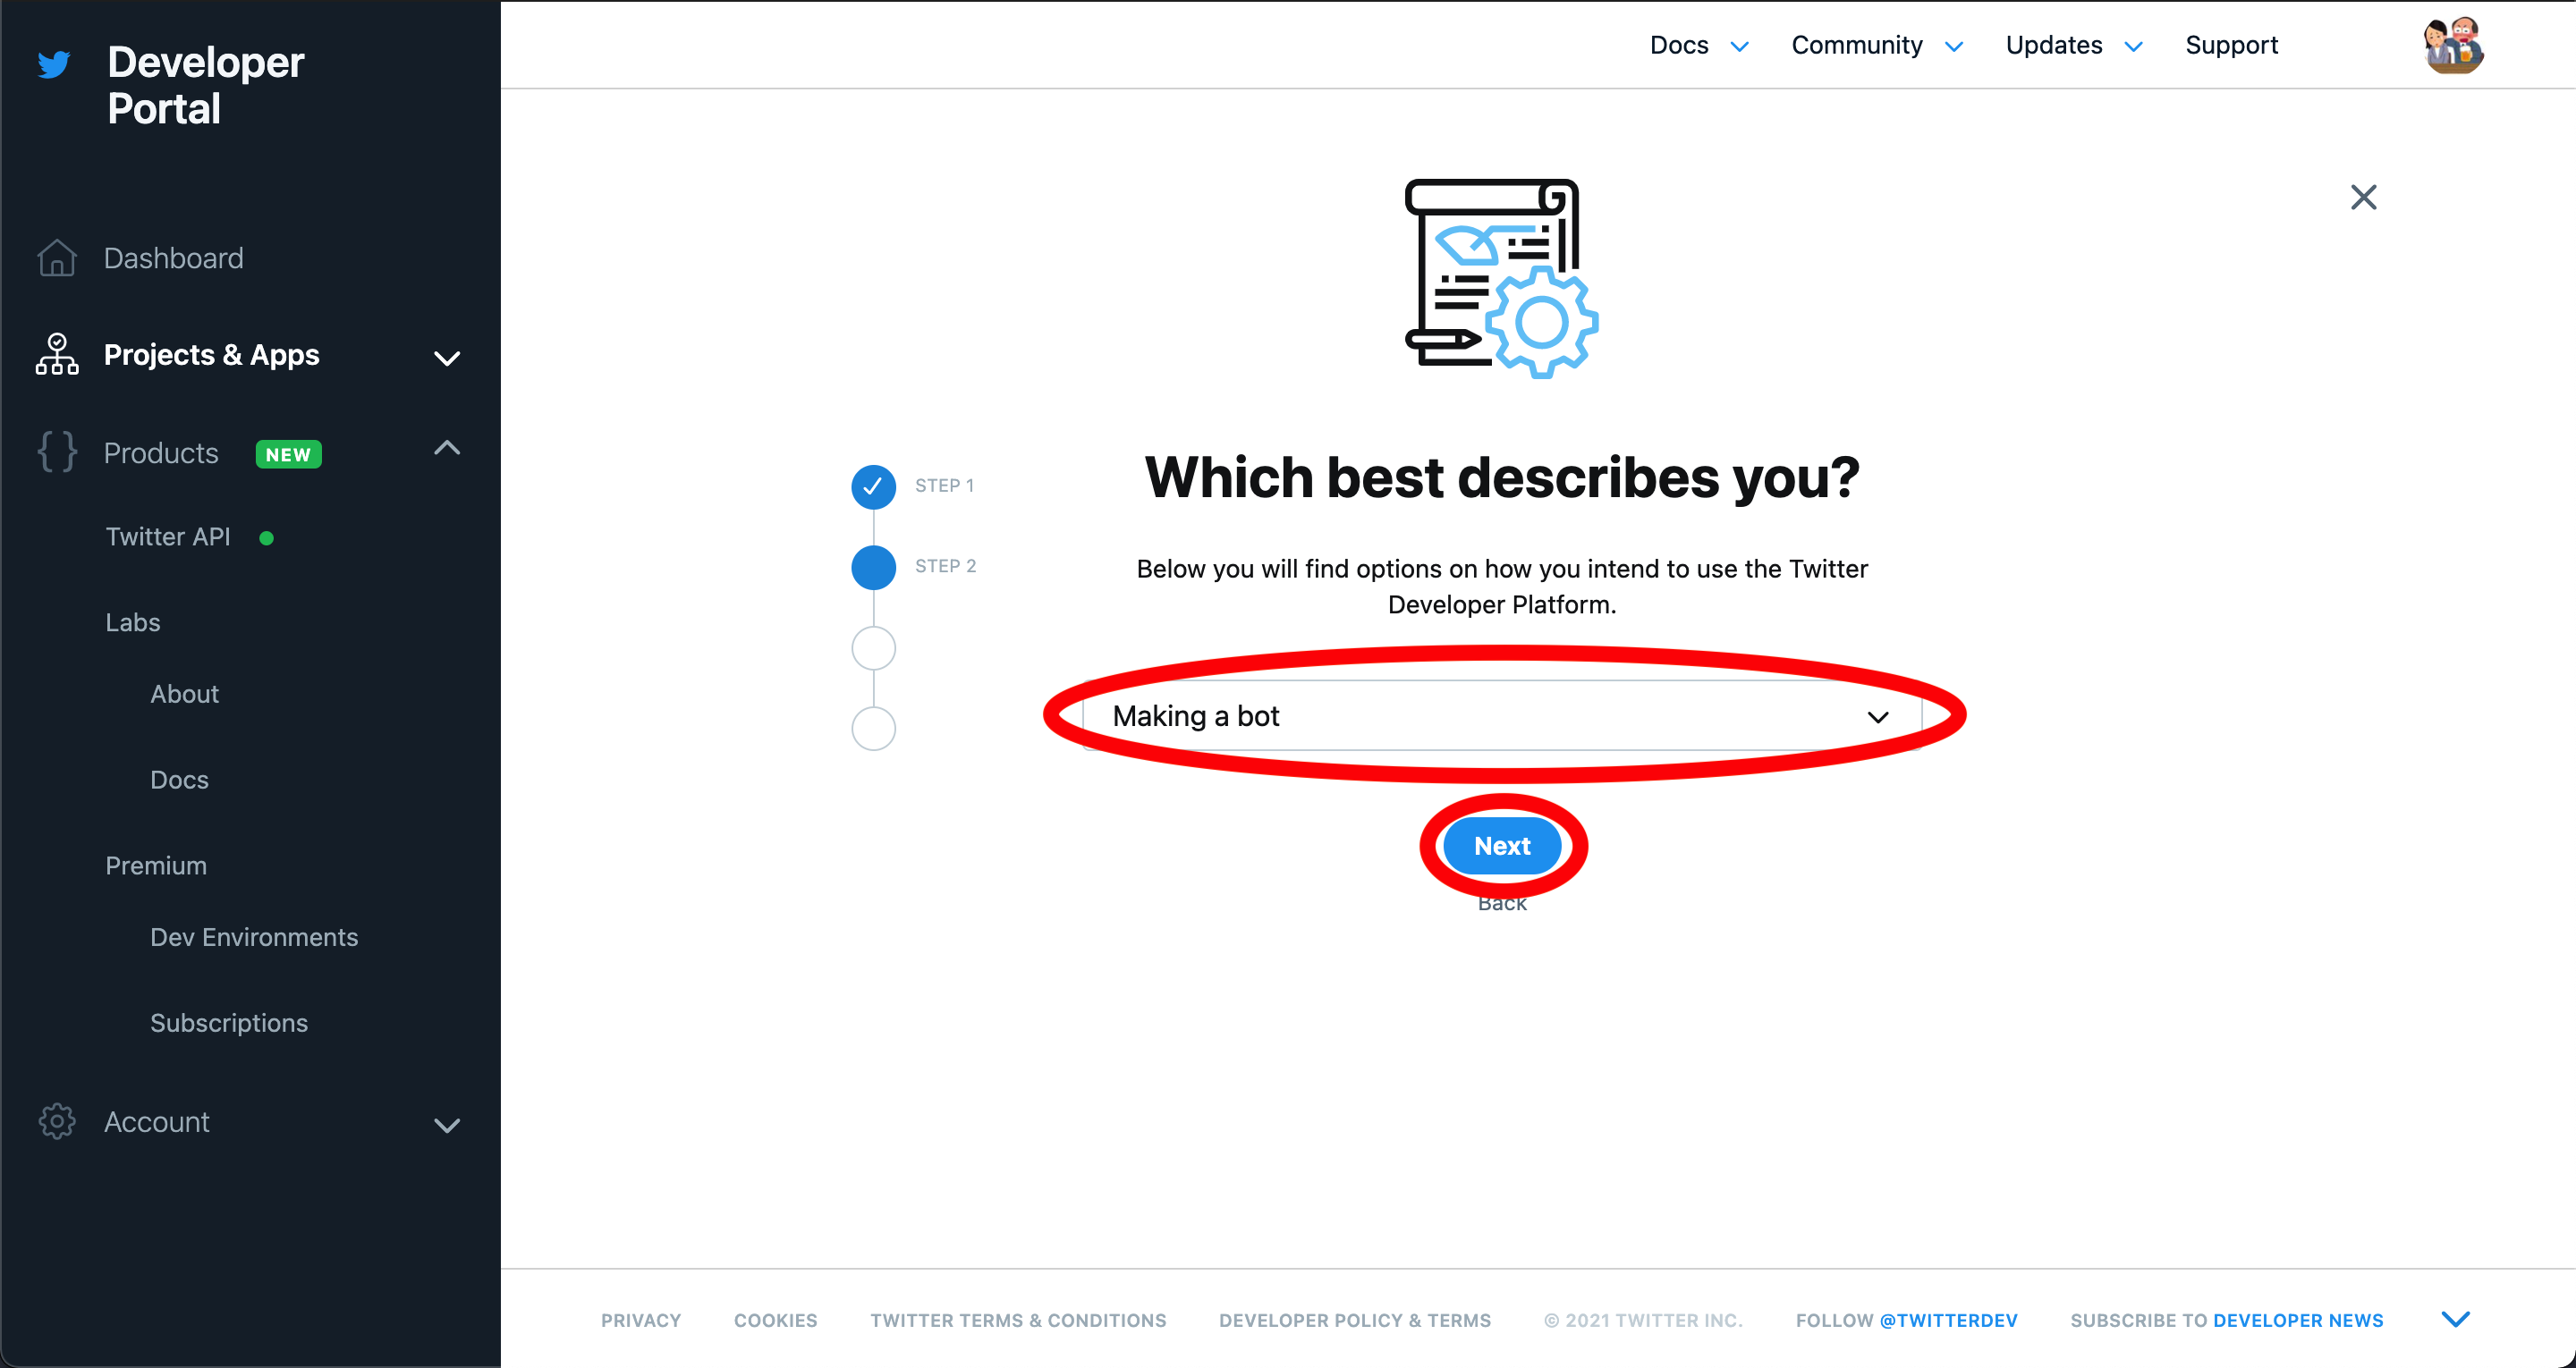 Developer
Portal
Docs
Community
Updates
Support
Dashboard
Projects & Apps
Products NEW
Twitter API
Labs
About
Docs
Premium
Dev Environments
Subscriptions
Account
STEP 1
STEP 2
Which best describes you?
Below you will find options on how you intend to use the Twitter
Developer Platform.
Making a bot
Next
Back
PRIVACY
COOKIES
TWITTER TERMS & CONDITIONS
DEVELOPER POLICY & TERMS
© 2021 TWITTER INC.
FOLLOW @TWITTERDEV
SUBSCRIBE TO DEVELOPER NEWS